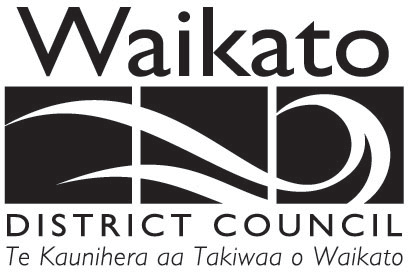 Waikato
DISTRICT COUNCIL
Te Kaunihera aa Takiwaa o Waikato